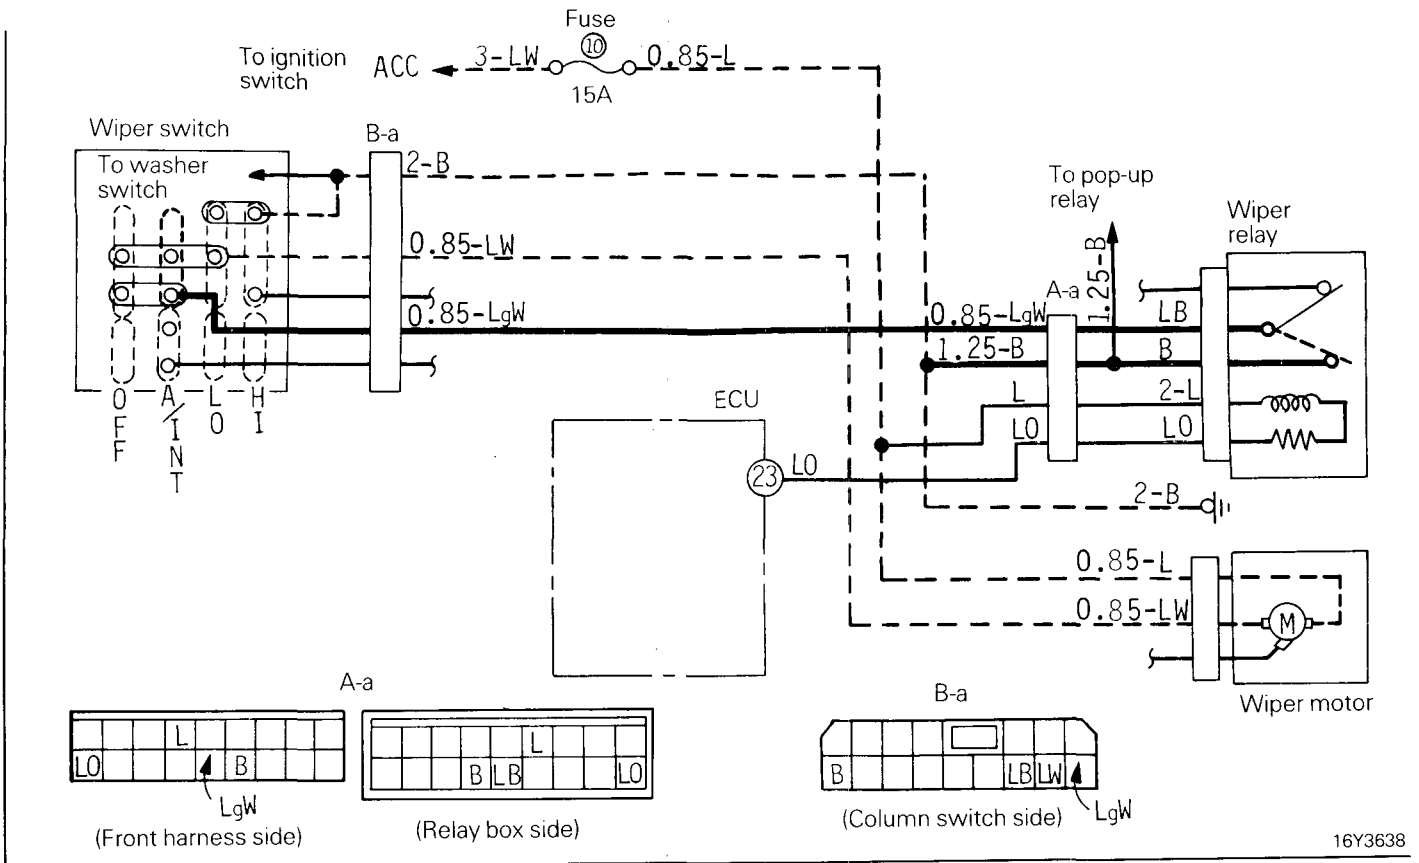 Fuse
10
To ignition
switch
ACC
3-LW
0.85-L
15A
Wiper switch
B-a
To washer
switch
2-B
To pop-up
relay
Wiper
relay
0.85-LW
1.25-B
A-a
0.85-LgW
0.85-LgW
LB
1.25-B
B
OFF
A/INT
LO
HI
ECU
L
2-L
LO
LO
23
LO
2-B
0.85-L
0.85-LW
M
Wiper motor
A-a
B-a
L
LO
B
LgW
(Front harness side)
L
B
LB
LO
(Relay box side)
B
LB
LW
LgW
(Column switch side)
16Y3638